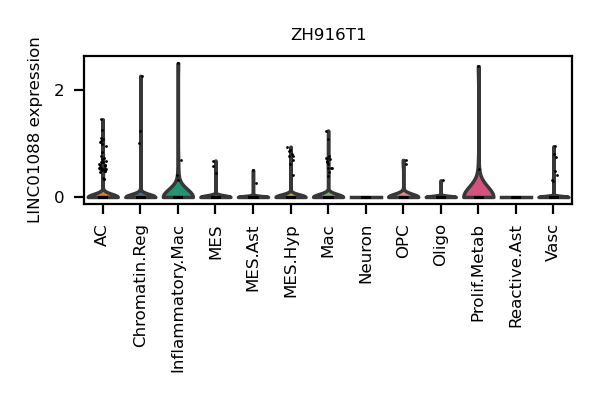 ZH916T1
LINC01088 expression
2
0
AC
Chromatin.Reg
Inflammatory.Mac
MES
MES.Ast
MES.Hyp
Mac
Neuron
OPC
Oligo
Prolif.Metab
Reactive.Ast
Vasc